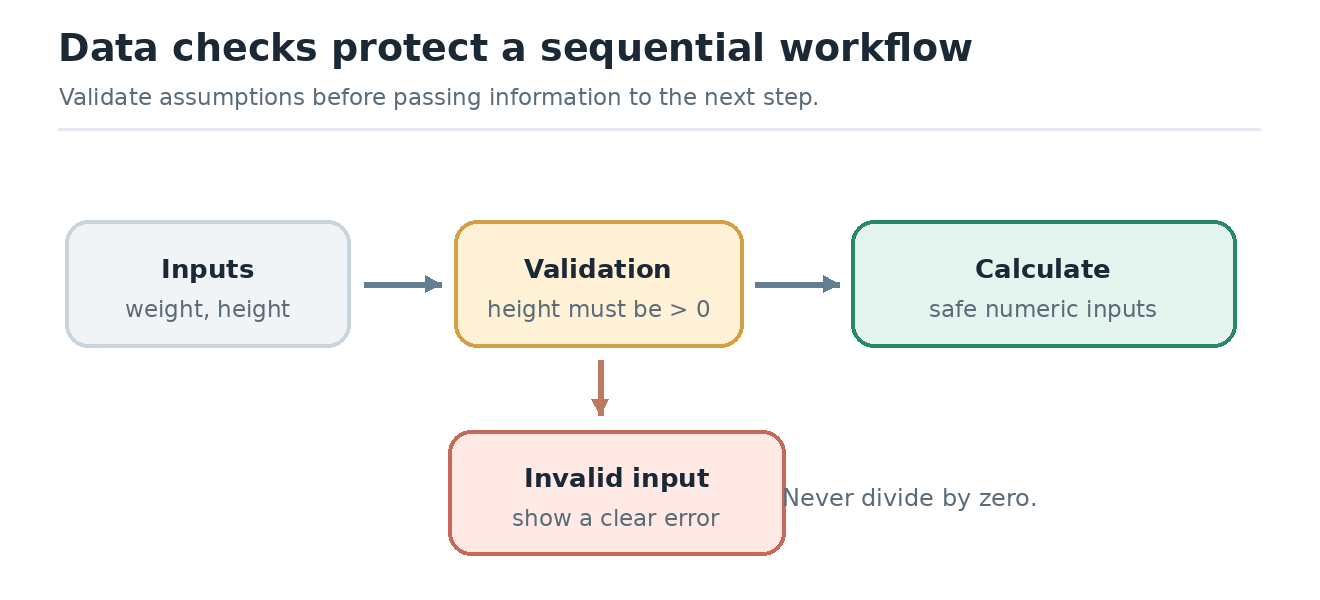 Data checks protect a sequential workflow
Validate assumptions before passing information to the next step.
Inputs
weight, height
Validation
height must be > 0
Calculate
safe numeric inputs
Invalid input
show a clear error
Never divide by zero.